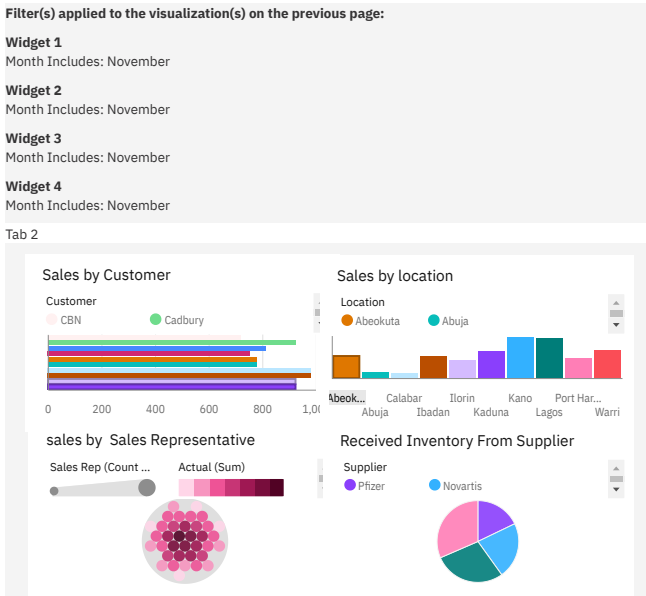 Filter(s) applied to the visualization(s) on the previous page:
Widget 1
Month Includes: November
Widget 2
Month Includes: November
Widget 3
Month Includes: November
Widget 4
Month Includes: November
Tab 2
Sales by Customer
Customer
CBN Cadbury
0 200 400 600 800 1,00
Sales by location
Location
Abeokuta Abuja
Abeok... Calabar Ilorin Kano Port Har...
Abuja Ibadan Kaduna Lagos Warri
sales by Sales Representative
Sales Rep (Count ... Actual (Sum)
Received Inventory From Supplier
Supplier
Pfizer Novartis